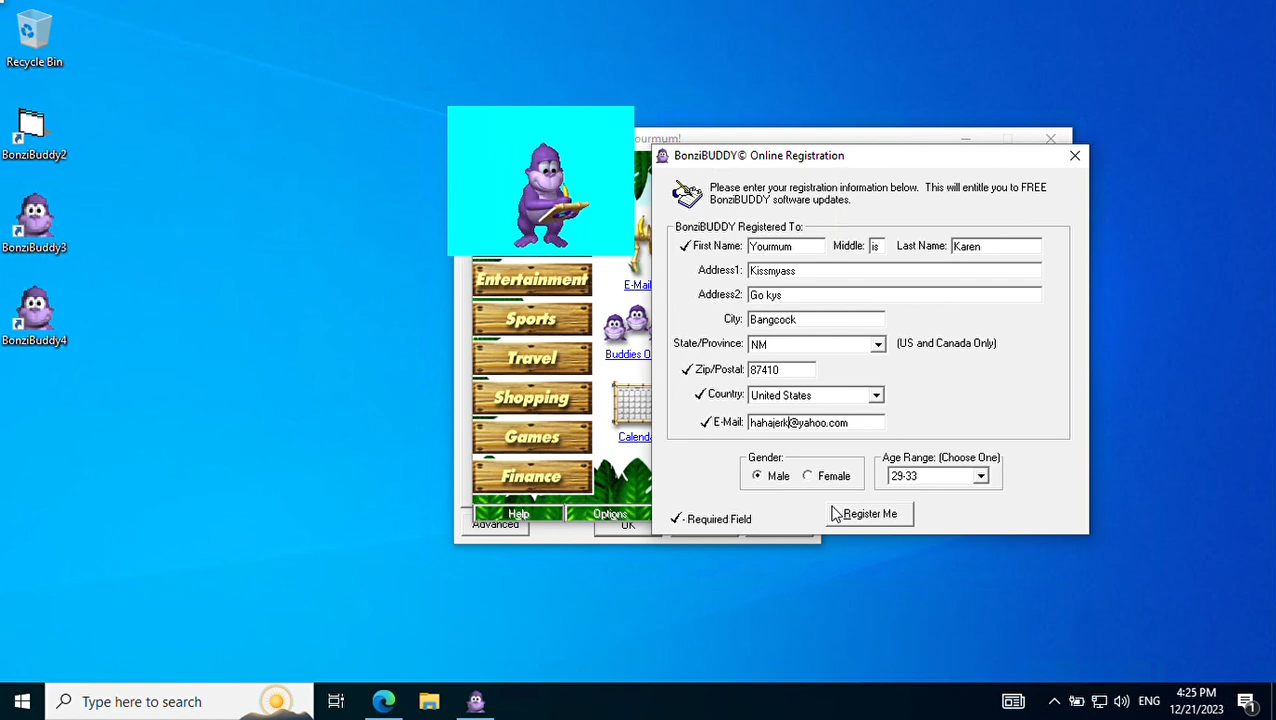 Recycle Bin
BonziBuddy2
BonziBuddy3
BonziBuddy4
ourmum!
Entertainment
Sports
Travel
Shopping
Games
Finance
Help
Options
E-Mail
Buddies O
Calenda
Advanced
OK
BonziBUDDY© Online Registration
Please enter your registration information below. This will entitle you to FREE
BonziBUDDY software updates.
BonziBUDDY Registered To:
First Name: Yourmum Middle: is Last Name: Karen
Address1: Kissmyass
Address2: Go kys
City: Bangcock
State/Province: NM (US and Canada Only)
Zip/Postal: 87410
Country: United States
E-Mail: hahajerk@yahoo.com
Gender: Age Range: (Choose One)
Male Female 29-33
- Required Field Register Me
Type here to search
ENG
4:25 PM
12/21/2023
1